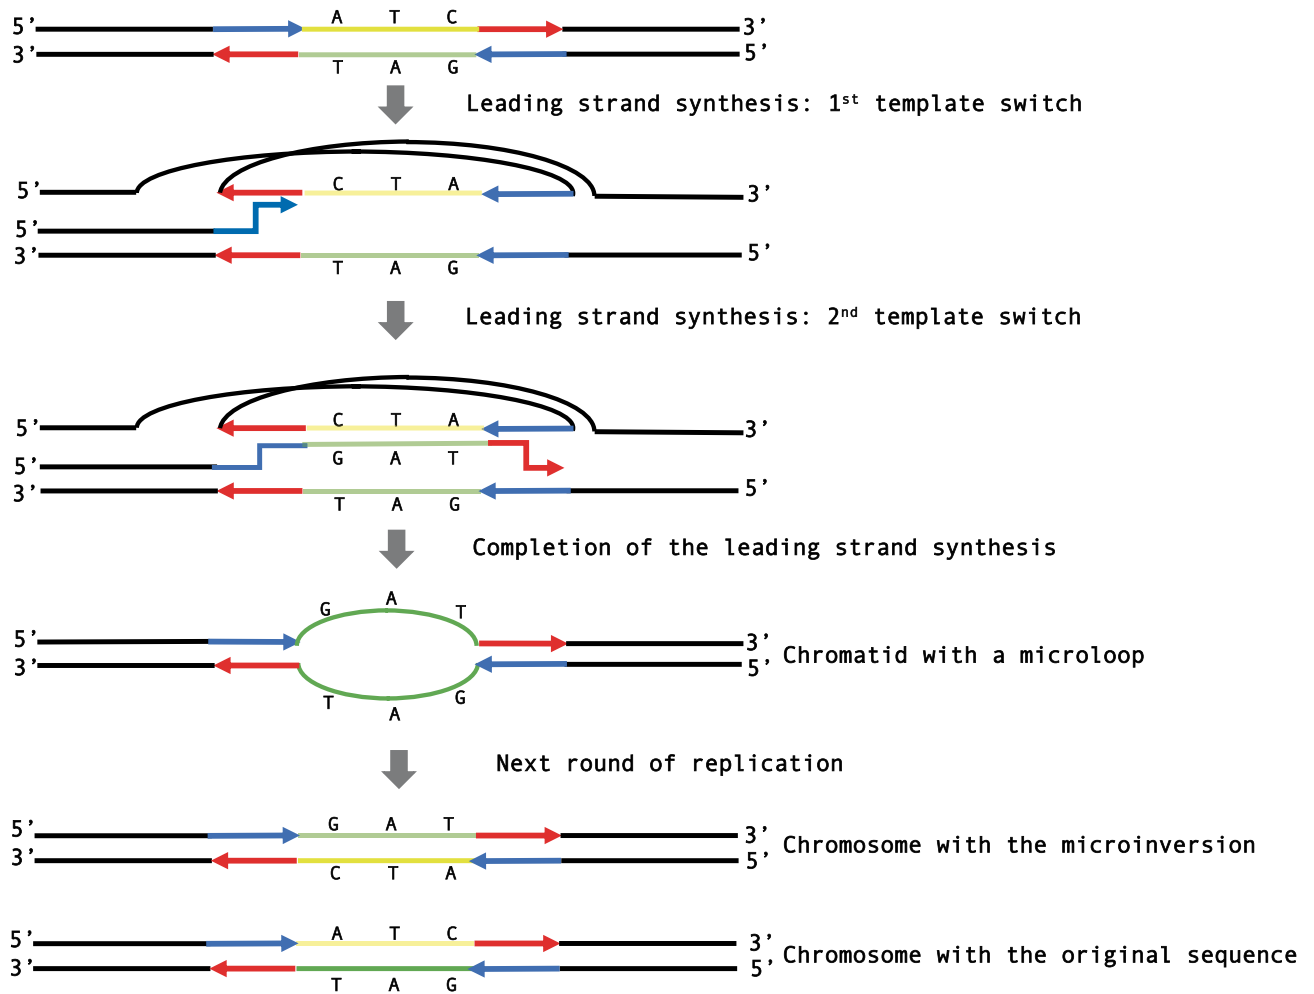 5’ A T C 3’
3’ T A G 5’
Leading strand synthesis: 1st template switch
5’ C T A 3’
5’
3’ T A G 5’
Leading strand synthesis: 2nd template switch
5’ C T A 3’
5’ G A T
3’ T A G 5’
Completion of the leading strand synthesis
G A T
5’ 3’
3’ 5’ Chromatid with a microloop
T A G
Next round of replication
5’ G A T 3’
3’ C T A 5’
Chromosome with the microinversion
5’ A T C 3’
3’ T A G 5’
Chromosome with the original sequence